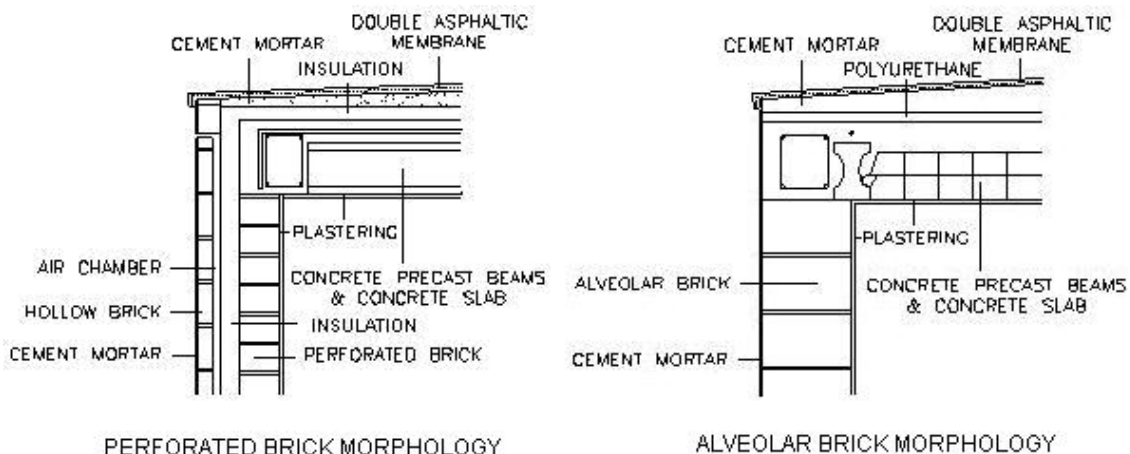 DOUBLE ASPHALTIC
MEMBRANE
CEMENT MORTAR
INSULATION
PLASTERING
AIR CHAMBER
CONCRETE PRECAST BEAMS
& CONCRETE SLAB
HOLLOW BRICK
INSULATION
CEMENT MORTAR
PERFORATED BRICK
PERFORATED BRICK MORPHOLOGY
DOUBLE ASPHALTIC
MEMBRANE
CEMENT MORTAR
POLYURETHANE
PLASTERING
ALVEOLAR BRICK
CONCRETE PRECAST BEAMS
& CONCRETE SLAB
CEMENT MORTAR
ALVEOLAR BRICK MORPHOLOGY